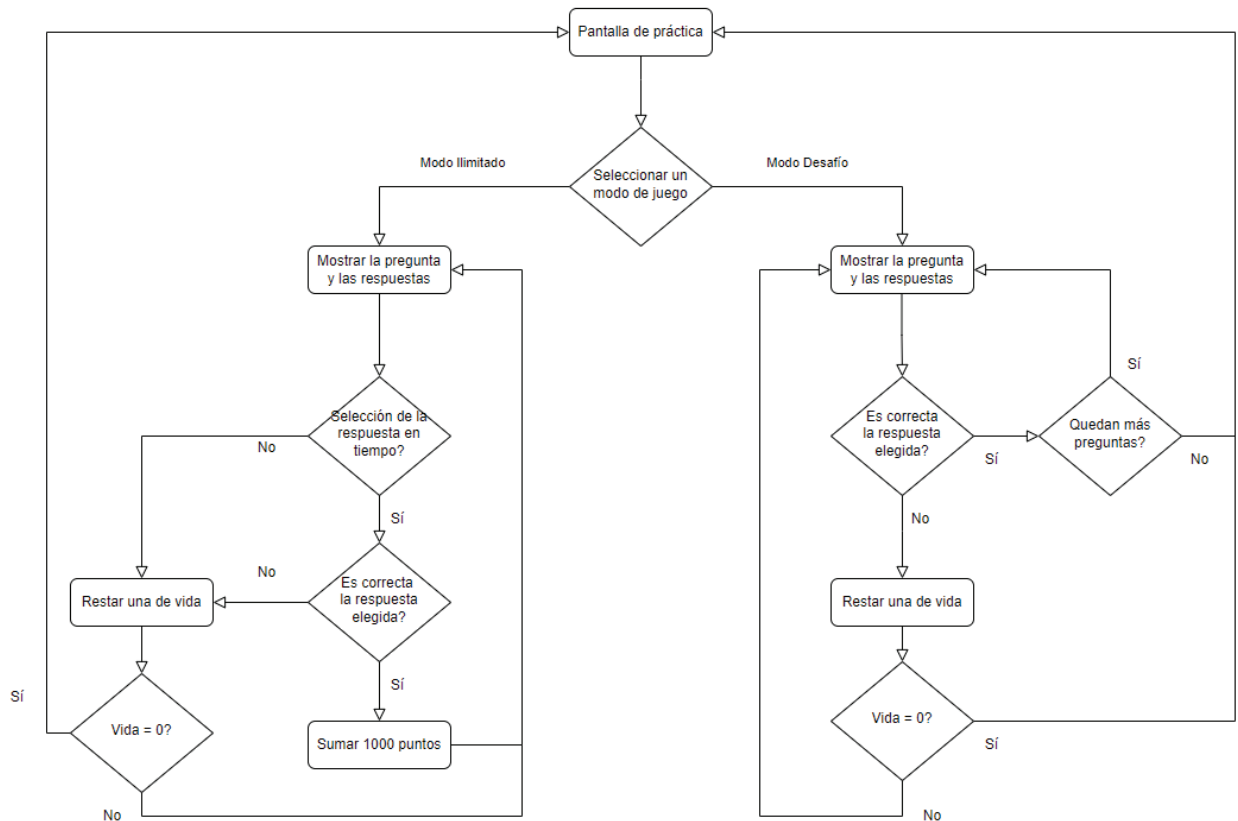 Pantalla de práctica
Modo Ilimitado
Modo Desafío
Seleccionar un
modo de juego
Mostrar la pregunta
y las respuestas
Mostrar la pregunta
y las respuestas
Sí
Selección de la
respuesta en
tiempo?
No
Es correcta
la respuesta
elegida?
Sí
Quedan más
preguntas?
No
Sí
No
No
Es correcta
la respuesta
elegida?
Restar una de vida
Restar una de vida
Sí
Sí
Vida = 0?
Sumar 1000 puntos
Vida = 0?
Sí
No
No